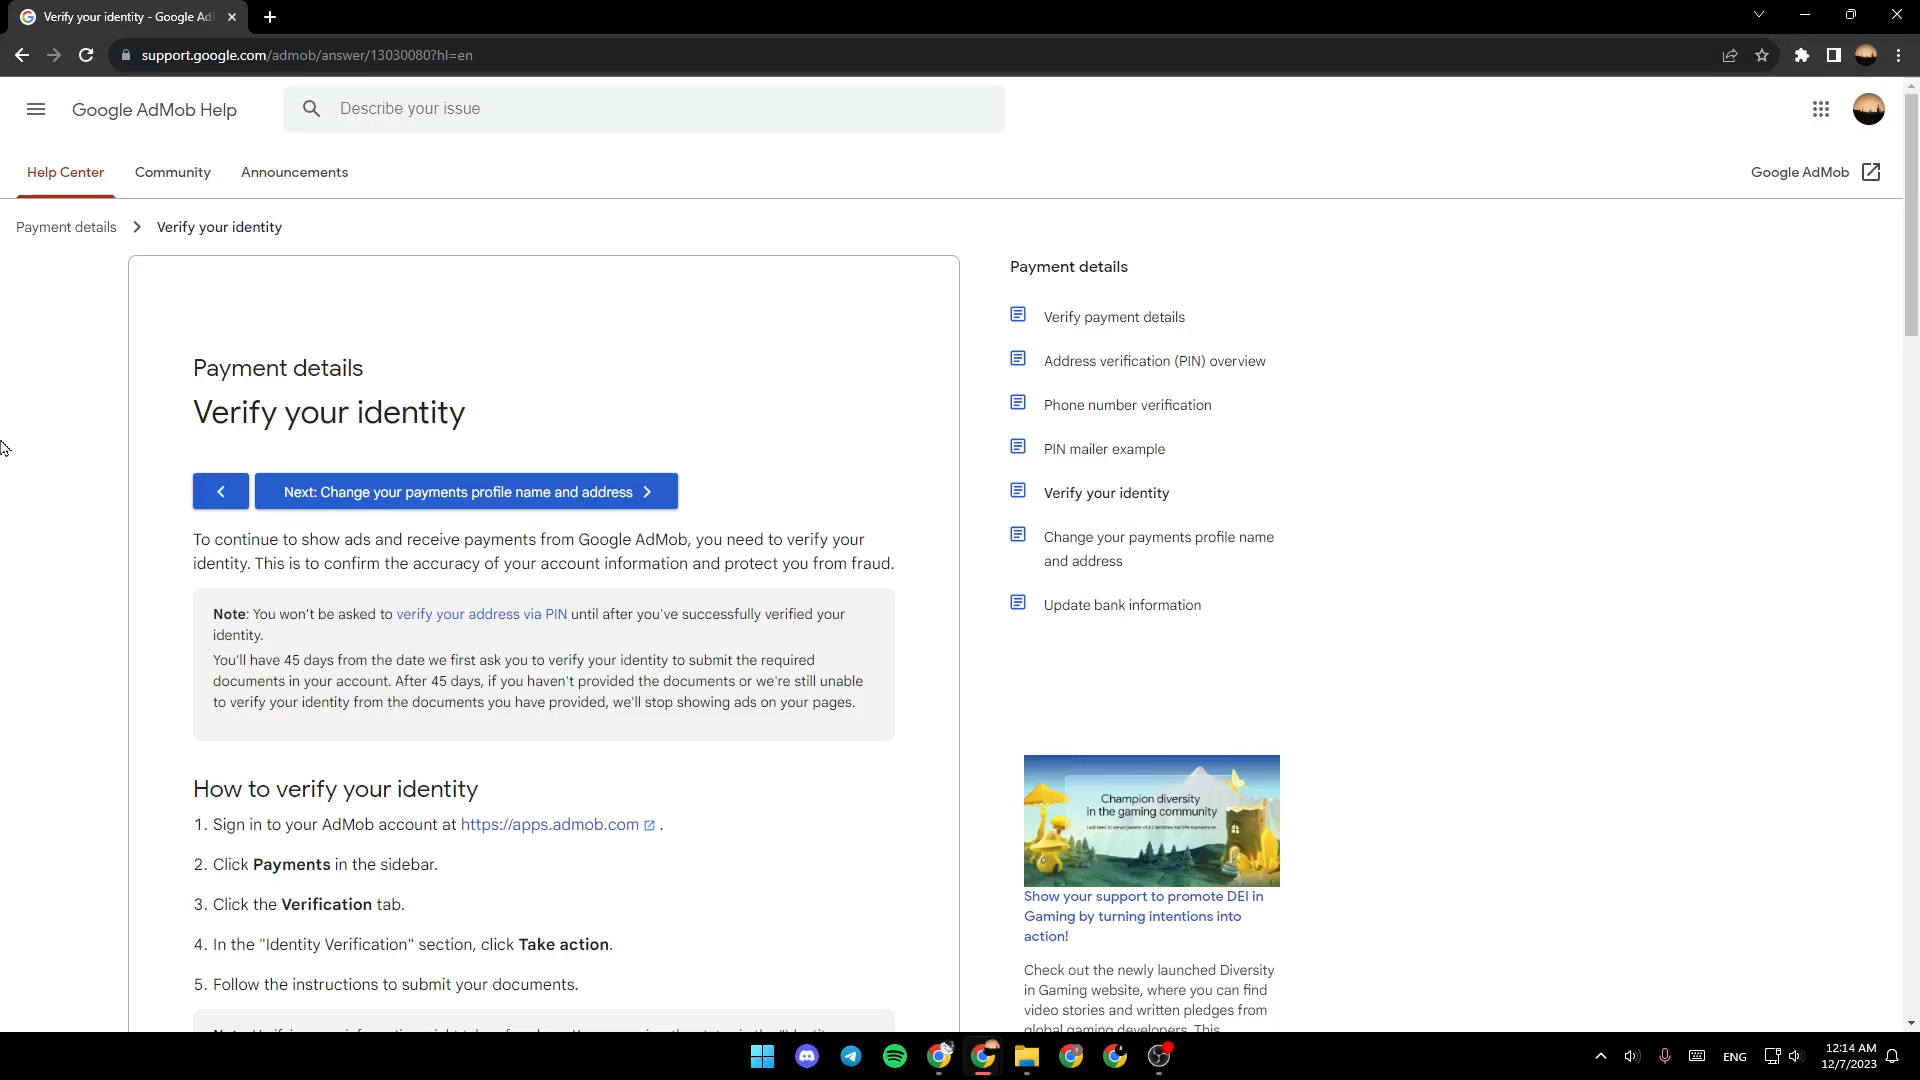 Verify your identity - Google Ad
support.google.com/admob/answer/13030080?hl=en
Google AdMob Help
Describe your issue
Help Center
Community
Announcements
Google AdMob
Payment details
Verify your identity
Payment details
Verify your identity
Next: Change your payments profile name and address
To continue to show ads and receive payments from Google AdMob, you need to verify your
identity. This is to confirm the accuracy of your account information and protect you from fraud.
Note: You won't be asked to verify your address via PIN until after you've successfully verified your
identity.
You'll have 45 days from the date we first ask you to verify your identity to submit the required
documents in your account. After 45 days, if you haven't provided the documents or we're still unable
to verify your identity from the documents you have provided, we'll stop showing ads on your pages.
How to verify your identity
1. Sign in to your AdMob account at https://apps.admob.com .
2. Click Payments in the sidebar.
3. Click the Verification tab.
4. In the "Identity Verification" section, click Take action.
5. Follow the instructions to submit your documents.
Payment details
Verify payment details
Address verification (PIN) overview
Phone number verification
PIN mailer example
Verify your identity
Change your payments profile name
and address
Update bank information
Champion diversity
in the gaming community
Show your support to promote DEI in
Gaming by turning intentions into
action!
Check out the newly launched Diversity
in Gaming website, where you can find
video stories and written pledges from
global gaming developers. This
ENG
12:14 AM
12/7/2023